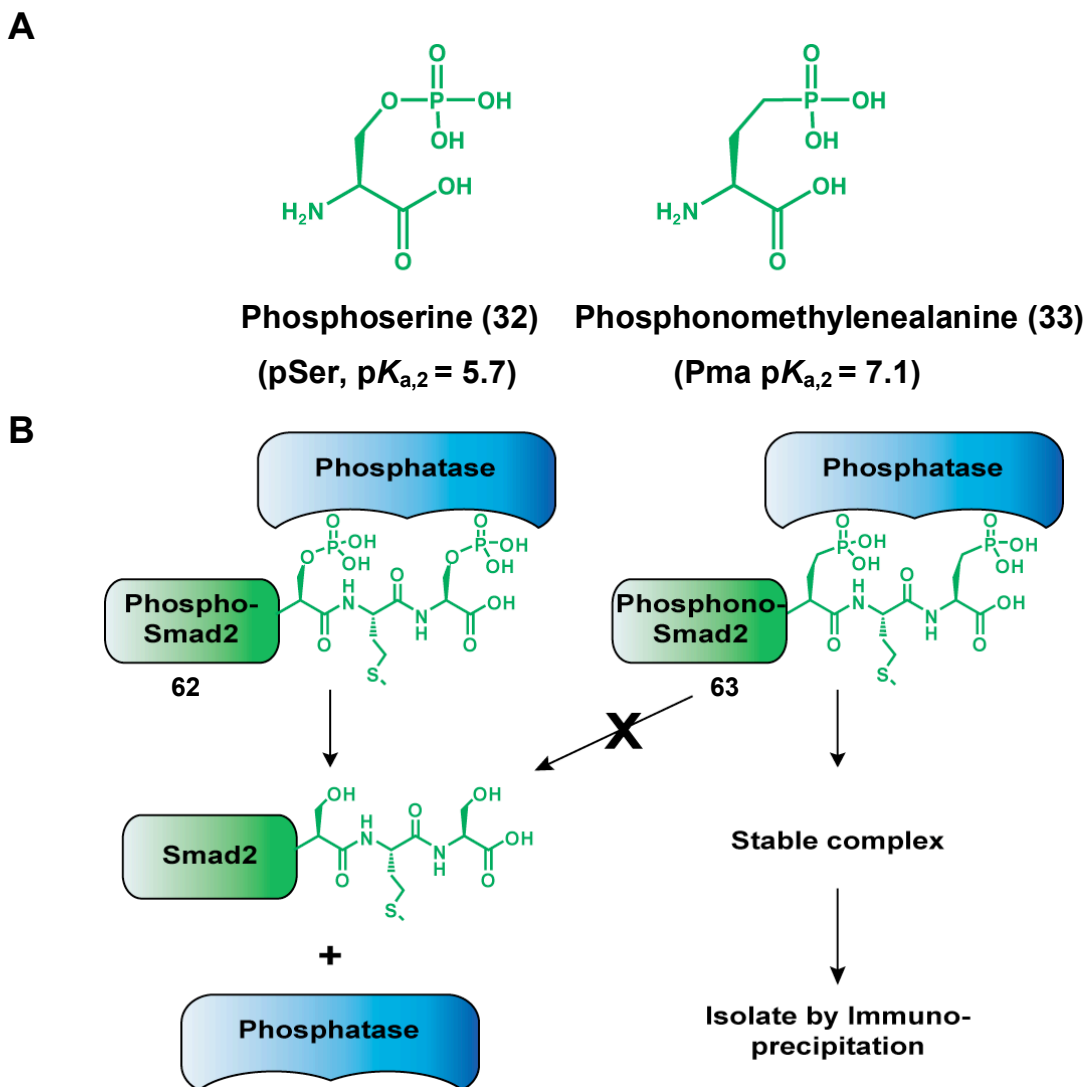 A
O
O
P
OH
OH
H2N
OH
O
O
P
OH
OH
H2N
OH
O
Phosphoserine (32)
(pSer, pKa,2 = 5.7)
Phosphonomethylenealanine (33)
(Pma pKa,2 = 7.1)
B
Phosphatase
O
O
P
OH
OH
O
O
P
OH
OH
Phospho-
Smad2
H
N
O
O
N
H
OH
O
S
62
Phosphatase
O
P
OH
OH
O
P
OH
OH
Phosphono-
Smad2
H
N
O
O
N
H
OH
O
S
63
X
OH
OH
Smad2
H
N
O
O
N
H
OH
O
S
+
Phosphatase
Stable complex
Isolate by Immuno-
precipitation